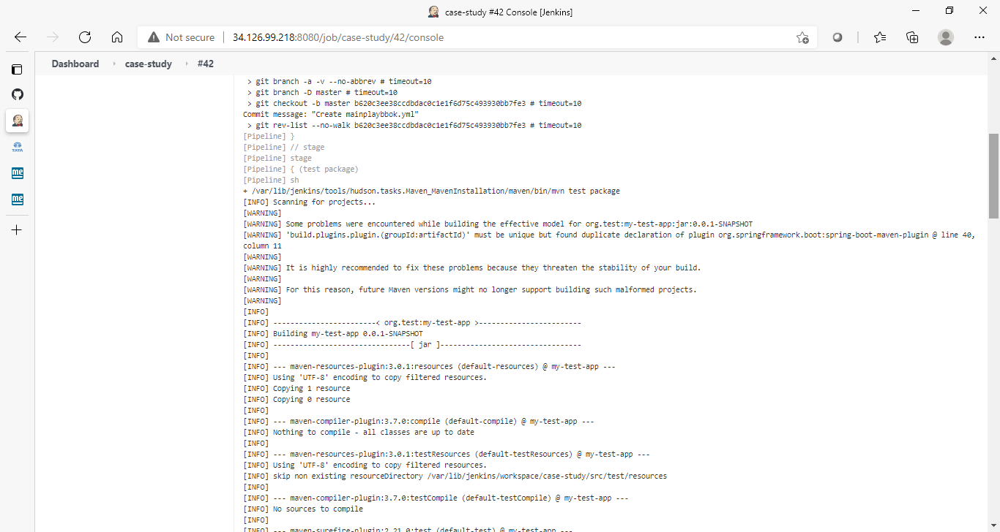 case-study #42 Console [Jenkins]
Not secure 34.126.99.218:8080/job/case-study/42/console
Dashboard case-study #42
> git branch -a -v --no-abbrev # timeout=10
> git branch -D master # timeout=10
> git checkout -b master b620c3ee38ccdbdac0c1e1f6d75c493930bb7fe3 # timeout=10
Commit message: "Create mainplaybbok.yml"
> git rev-list --no-walk b620c3ee38ccdbdac0c1e1f6d75c493930bb7fe3 # timeout=10
[Pipeline] }
[Pipeline] // stage
[Pipeline] stage
[Pipeline] { (test package)
[Pipeline] sh
+ /var/lib/jenkins/tools/hudson.tasks.Maven_MavenInstallation/maven/bin/mvn test package
[INFO] Scanning for projects...
[WARNING]
[WARNING] Some problems were encountered while building the effective model for org.test:my-test-app:jar:0.0.1-SNAPSHOT
[WARNING] 'build.plugins.plugin.(groupId:artifactId)' must be unique but found duplicate declaration of plugin org.springframework.boot:spring-boot-maven-plugin @ line 40,
column 11
[WARNING]
[WARNING] It is highly recommended to fix these problems because they threaten the stability of your build.
[WARNING]
[WARNING] For this reason, future Maven versions might no longer support building such malformed projects.
[WARNING]
[INFO]
[INFO] ------------------------< org.test:my-test-app >------------------------
[INFO] Building my-test-app 0.0.1-SNAPSHOT
[INFO] --------------------------------[ jar ]---------------------------------
[INFO]
[INFO] --- maven-resources-plugin:3.0.1:resources (default-resources) @ my-test-app ---
[INFO] Using 'UTF-8' encoding to copy filtered resources.
[INFO] Copying 1 resource
[INFO] Copying 0 resource
[INFO]
[INFO] --- maven-compiler-plugin:3.7.0:compile (default-compile) @ my-test-app ---
[INFO] Nothing to compile - all classes are up to date
[INFO]
[INFO] --- maven-resources-plugin:3.0.1:testResources (default-testResources) @ my-test-app ---
[INFO] Using 'UTF-8' encoding to copy filtered resources.
[INFO] skip non existing resourceDirectory /var/lib/jenkins/workspace/case-study/src/test/resources
[INFO]
[INFO] --- maven-compiler-plugin:3.7.0:testCompile (default-testCompile) @ my-test-app ---
[INFO] No sources to compile
[INFO]
[INFO] --- maven-surefire-plugin:2.21.0:test (default-test) @ my-test-app ---
TATA
me
me